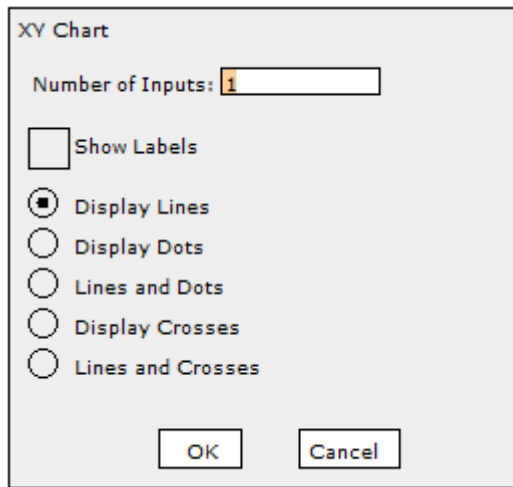 XY Chart
Number of Inputs: 1
Show Labels
Display Lines
Display Dots
Lines and Dots
Display Crosses
Lines and Crosses
OK Cancel